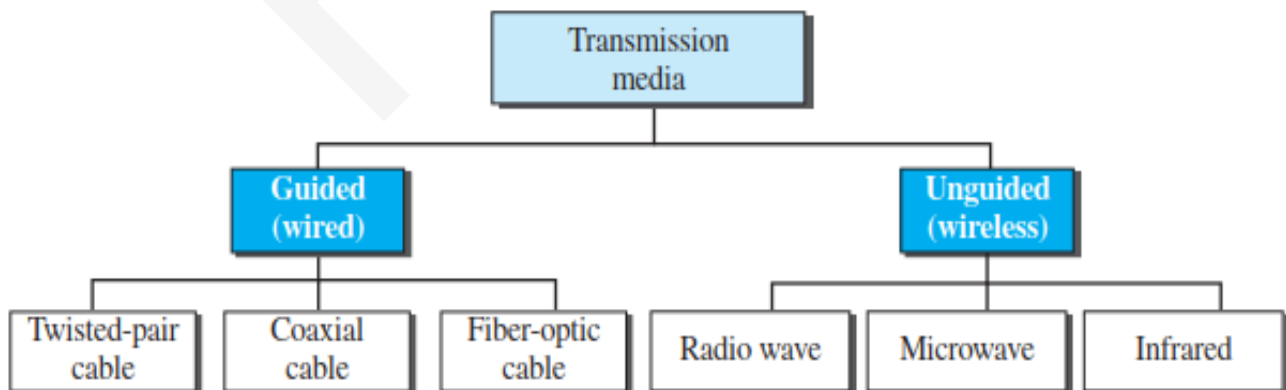 Transmission
media
Guided
(wired)
Unguided
(wireless)
Twisted-pair
cable
Coaxial
cable
Fiber-optic
cable
Radio wave
Microwave
Infrared